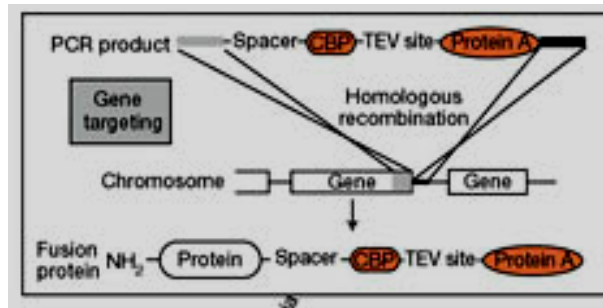 PCR product Spacer CBP TEV site Protein A
Gene
targeting
Homologous
recombination
Chromosome Gene Gene
Fusion
protein NH2 Protein Spacer CBP TEV site Protein A